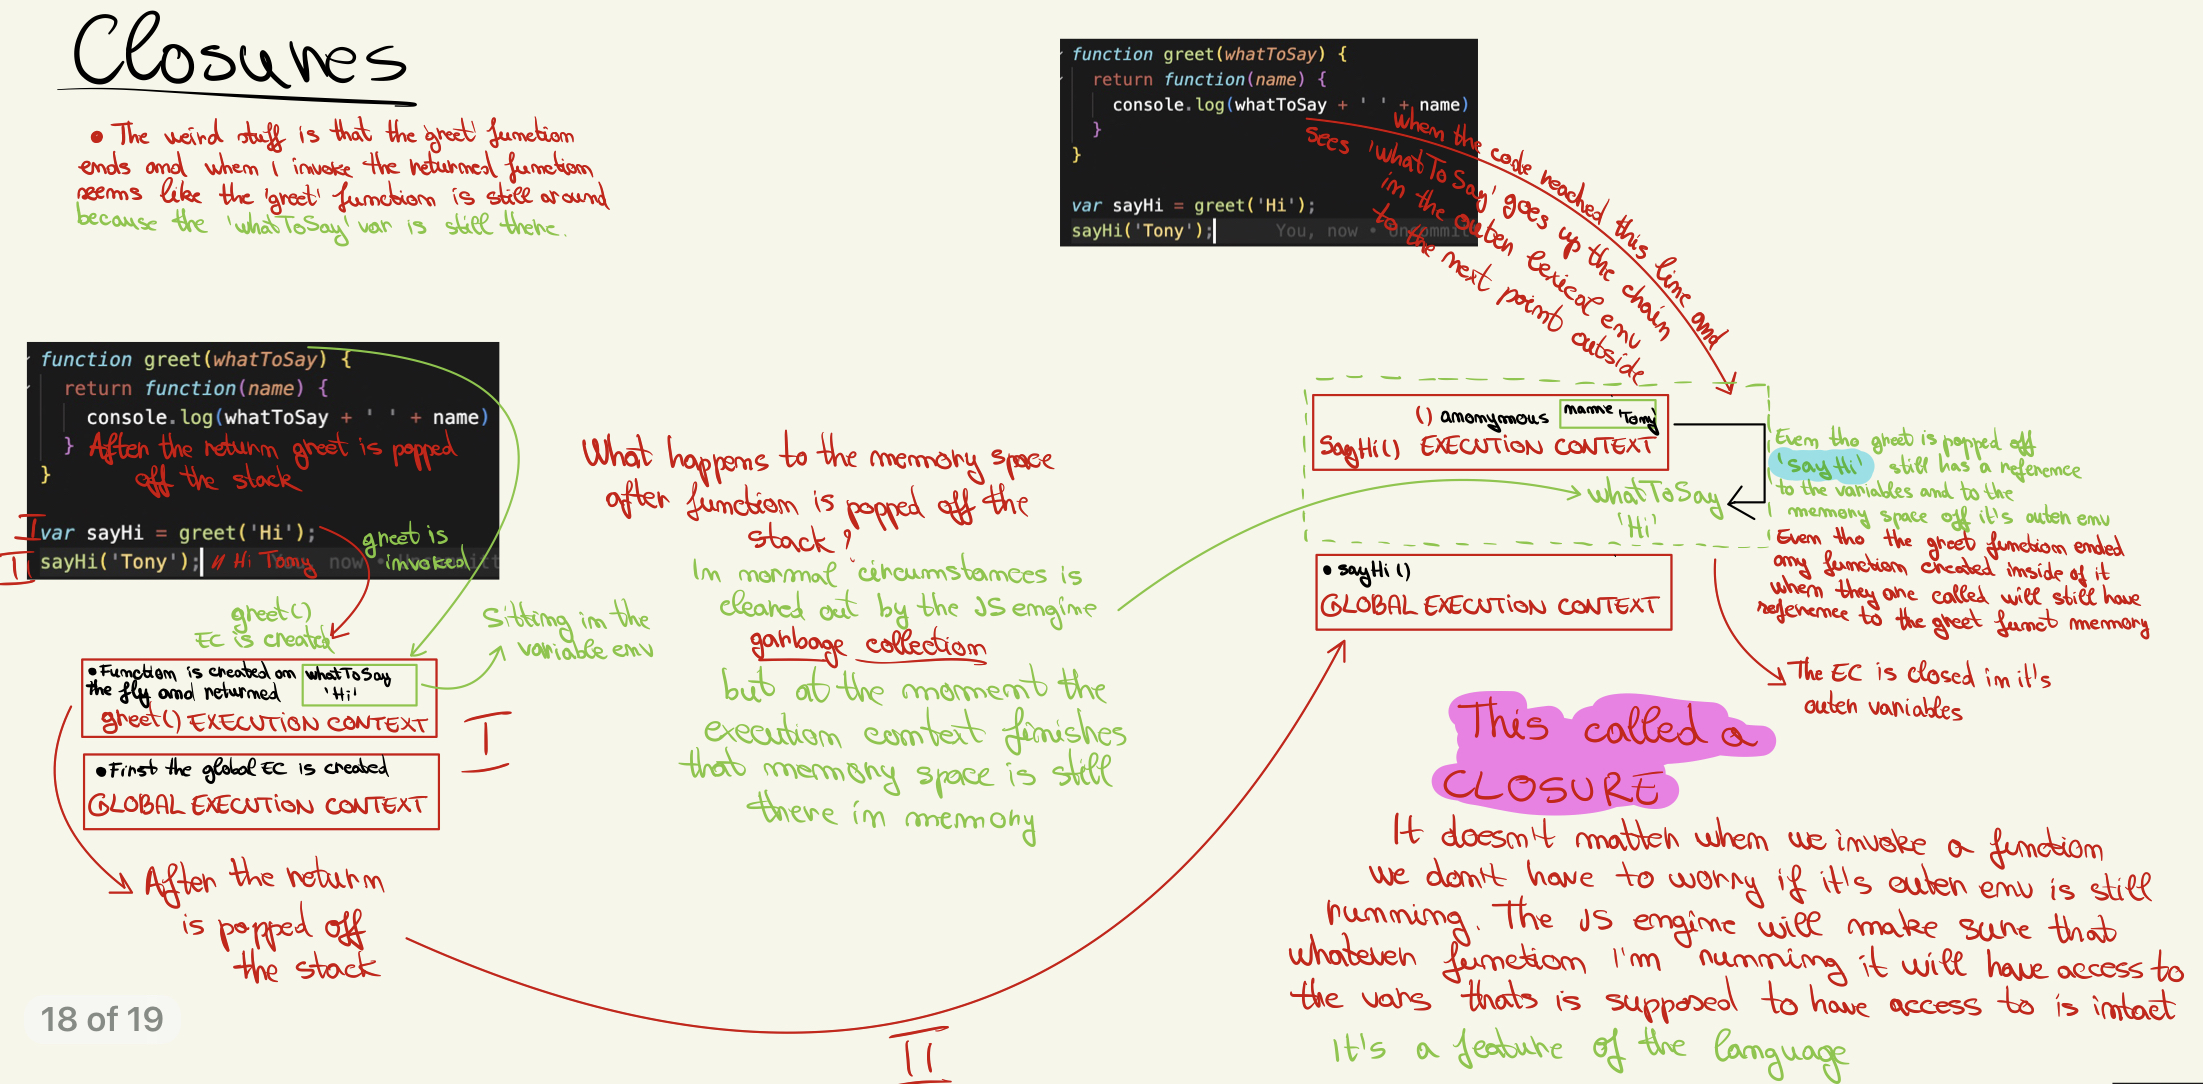 Closures
• The weird stuff is that the 'greet' function
ends and when I invoke the returned function
seems like the 'greet' function is still around
because the 'whatToSay' var is still there.
function greet(whatToSay) {
return function(name) {
console.log(whatToSay + ' ' + name)
}
}
var sayHi = greet('Hi');
sayHi('Tony');
You, now • Uncommit
when the code reached this line and
sees 'whatToSay' goes up the chain
in the outer lexical env
to the next point outside
function greet(whatToSay) {
return function(name) {
console.log(whatToSay + ' ' + name)
} After the return greet is popped
off the stack
}
I var sayHi = greet('Hi');
II sayHi('Tony'); // Hi Tony
You, now • Uncommitt
greet is
invoked
greet()
EC is created
Sitting in the
variable env
• Function is created on
the fly and returned
whatToSay
'Hi'
greet() EXECUTION CONTEXT
I
• First the global EC is created
GLOBAL EXECUTION CONTEXT
After the return
is popped off
the stack
II
What happens to the memory space
after function is popped off the
stack?
In normal circumstances is
cleared out by the JS engine
garbage collection
but at the moment the
execution context finishes
that memory space is still
there in memory
() anonymous
name 'Tony'
SayHi() EXECUTION CONTEXT
whatToSay
'Hi'
• sayHi()
GLOBAL EXECUTION CONTEXT
Even tho greet is popped off
'sayHi' still has a reference
to the variables and to the
memory space off it's outer env
Even tho the greet function ended
any function created inside of it
when they are called will still have
reference to the greet funct memory
The EC is closed in it's
outer variables
This called a
CLOSURE
It doesn't matter when we invoke a function
we don't have to worry if it's outer env is still
running. The JS engine will make sure that
whatever function I'm running it will have access to
the vars thats is supposed to have access to is intact
It's a feature of the language
18 of 19